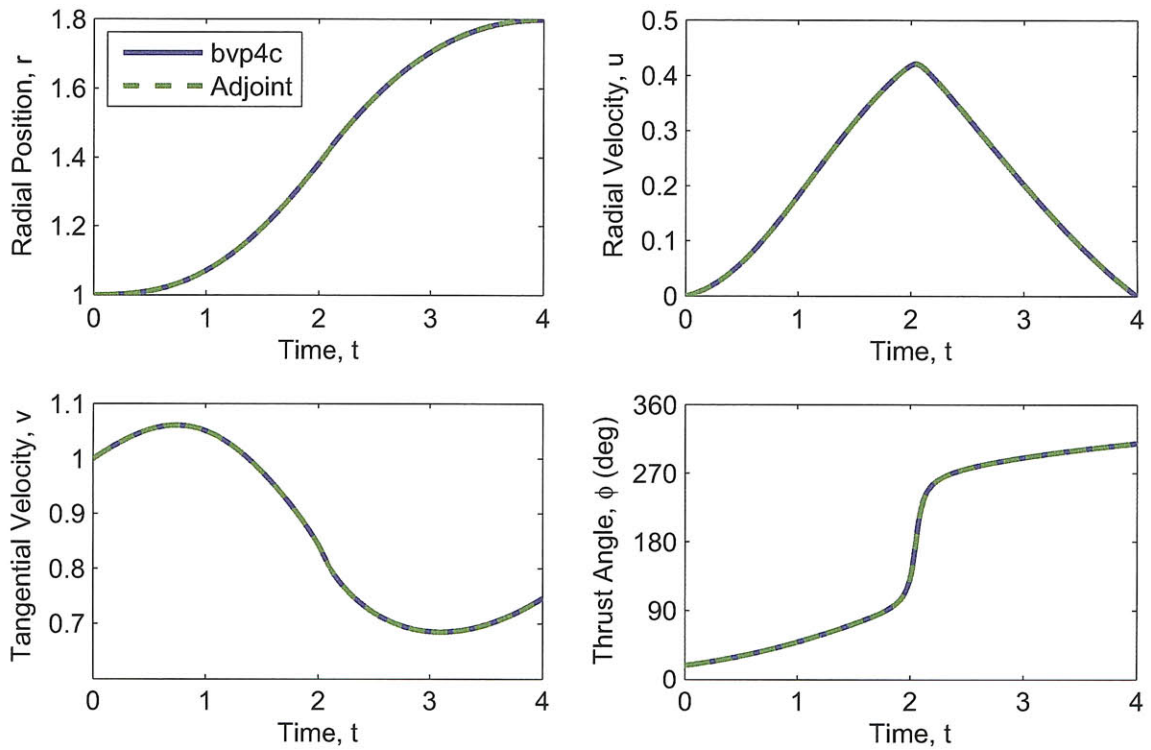 Radial Position, r
1.8
1.6
1.4
1.2
1
bvp4c
Adjoint
0 1 2 3 4
Time, t
Radial Velocity, u
0.5
0.4
0.3
0.2
0.1
0
0 1 2 3 4
Time, t
Tangential Velocity, v
1.1
1
0.9
0.8
0.7
0 1 2 3 4
Time, t
Thrust Angle, ϕ (deg)
360
270
180
90
0
0 1 2 3 4
Time, t